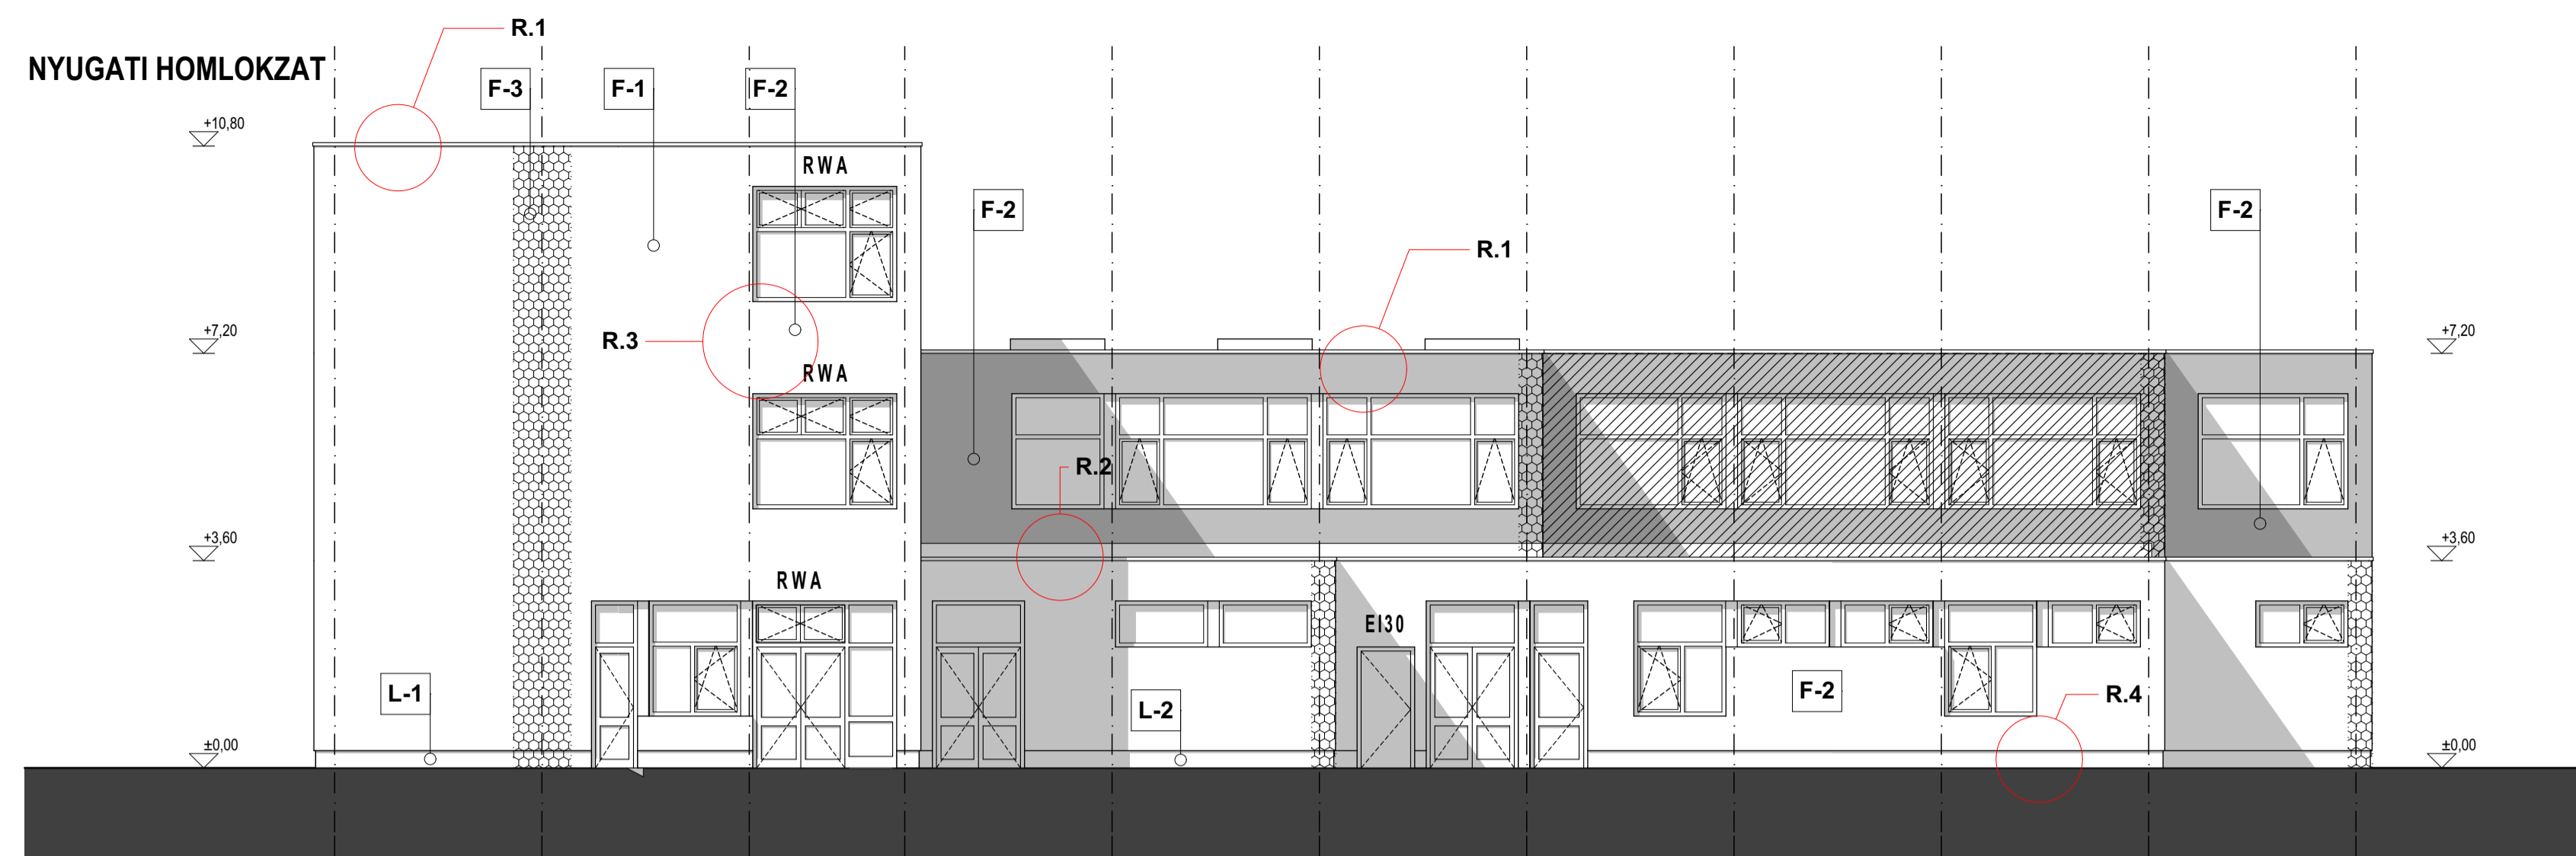 R.1
NYUGATI HOMLOKZAT
F-3
F-1
F-2
+10,80
RWA
F-2
F-2
R.1
+7,20
+7,20
R.3
RWA
R.2
+3,60
+3,60
RWA
EI30
L-1
L-2
F-2
R.4
±0,00
±0,00